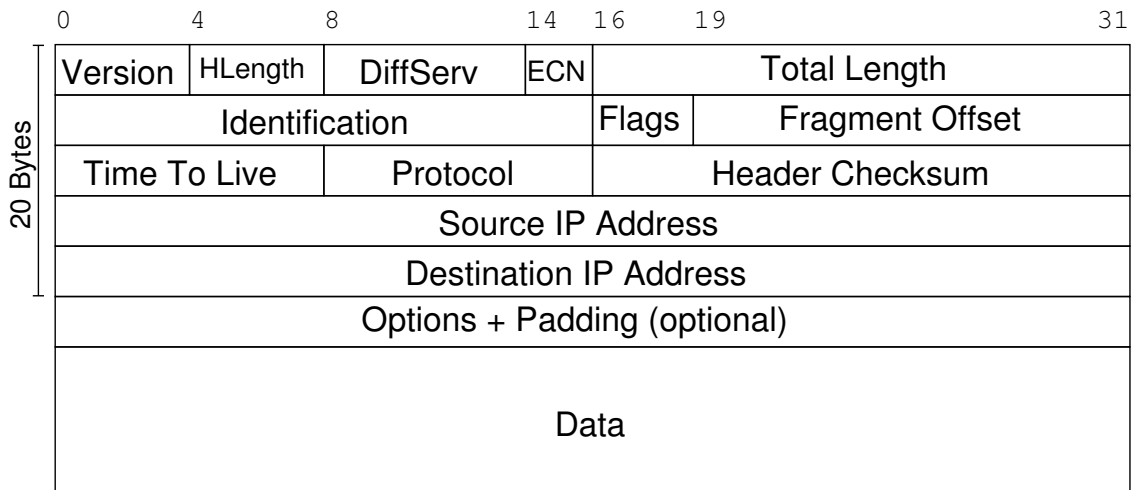 0 4 8 14 16 19 31
Version HLength DiffServ ECN Total Length
Identification Flags Fragment Offset
Time To Live Protocol Header Checksum
Source IP Address
Destination IP Address
20 Bytes
Options + Padding (optional)
Data